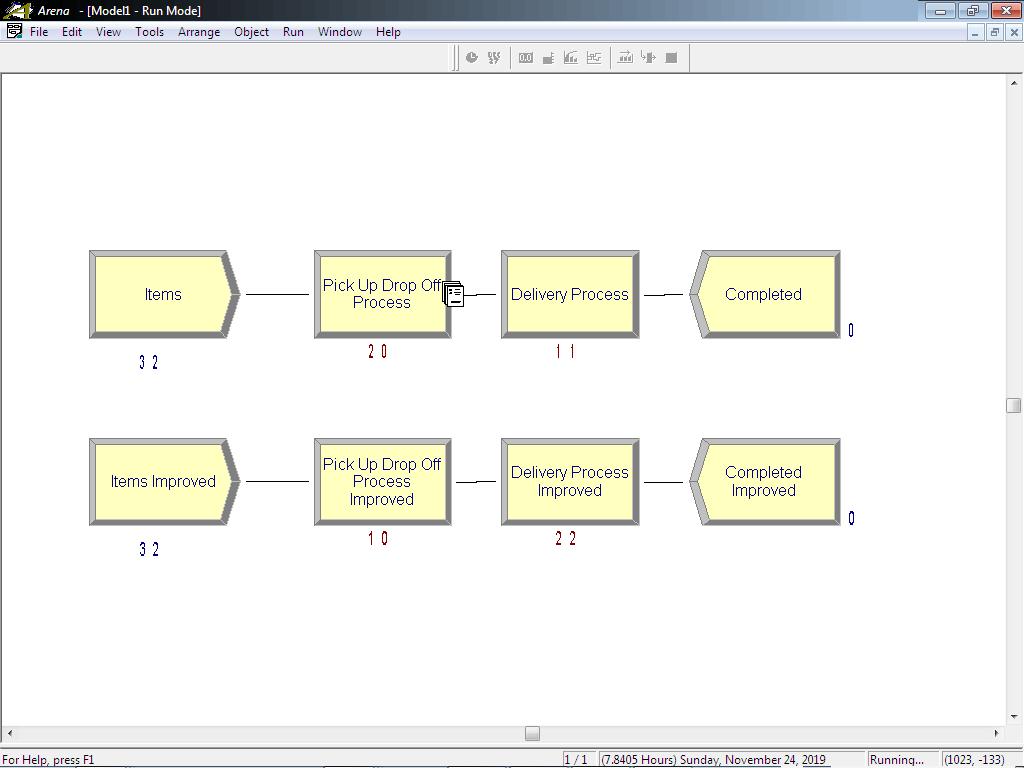 Arena - [Model1 - Run Mode]
File Edit View Tools Arrange Object Run Window Help
0.0
Items
Pick Up Drop Off
Process
Delivery Process
Completed
0
3 2
2 0
1 1
Items Improved
Pick Up Drop Off
Process
Improved
Delivery Process
Improved
Completed
Improved
0
3 2
1 0
2 2
For Help, press F1
1 / 1
(7.8405 Hours) Sunday, November 24, 2019
Running...
(1023, -133)